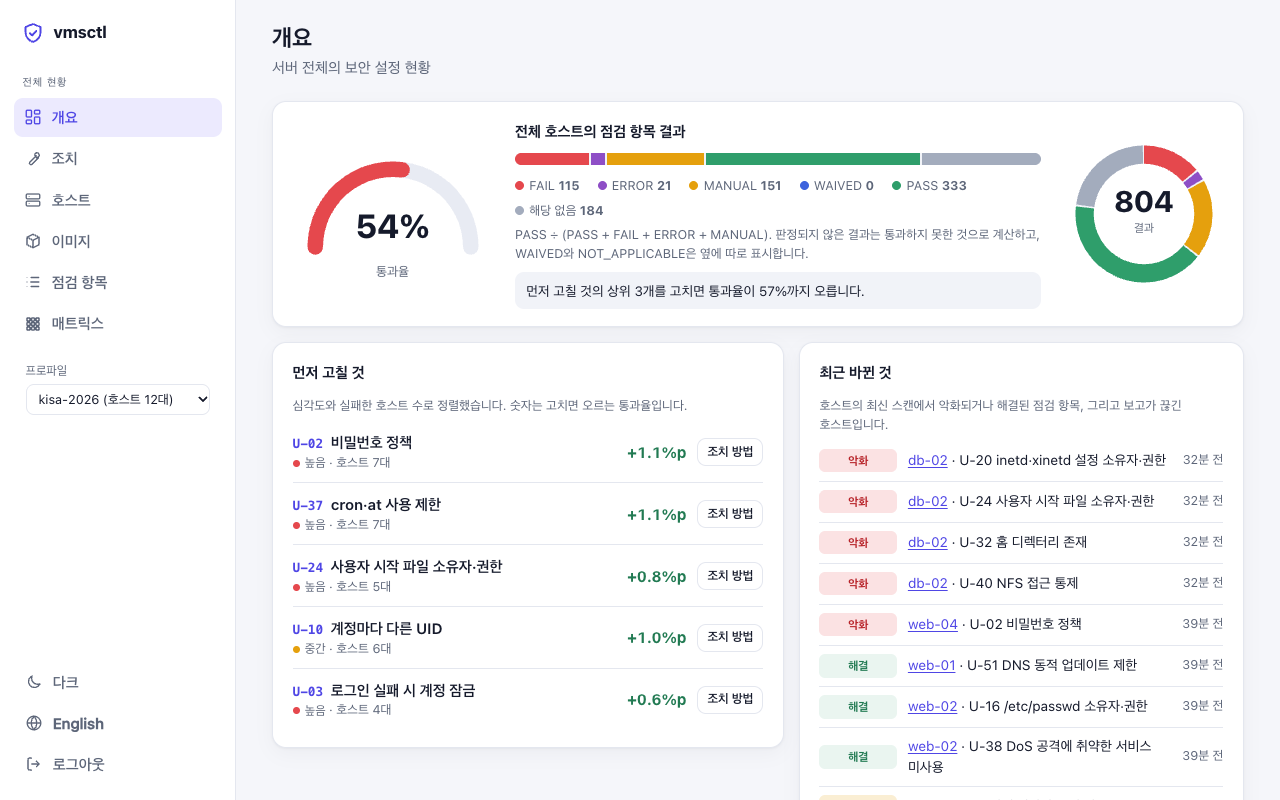 vmsctl
전체 현황
개요
조치
호스트
이미지
점검 항목
매트릭스
프로파일
kisa-2026 (호스트 12대)
다크
English
로그아웃
개요
서버 전체의 보안 설정 현황
54%
통과율
전체 호스트의 점검 항목 결과
FAIL 115 ERROR 21 MANUAL 151 WAIVED 0 PASS 333
해당 없음 184
PASS ÷ (PASS + FAIL + ERROR + MANUAL). 판정되지 않은 결과는 통과하지 못한 것으로 계산하고,
WAIVED와 NOT_APPLICABLE은 옆에 따로 표시합니다.
먼저 고칠 것의 상위 3개를 고치면 통과율이 57%까지 오릅니다.
804
결과
먼저 고칠 것
심각도와 실패한 호스트 수로 정렬했습니다. 숫자는 고치면 오르는 통과율입니다.
U-02 비밀번호 정책
높음 · 호스트 7대
+1.1%p 조치 방법
U-37 cron·at 사용 제한
높음 · 호스트 7대
+1.1%p 조치 방법
U-24 사용자 시작 파일 소유자·권한
높음 · 호스트 5대
+0.8%p 조치 방법
U-10 계정마다 다른 UID
중간 · 호스트 6대
+1.0%p 조치 방법
U-03 로그인 실패 시 계정 잠금
높음 · 호스트 4대
+0.6%p 조치 방법
최근 바뀐 것
호스트의 최신 스캔에서 악화되거나 해결된 점검 항목, 그리고 보고가 끊긴
호스트입니다.
악화 db-02 · U-20 inetd·xinetd 설정 소유자·권한 32분 전
악화 db-02 · U-24 사용자 시작 파일 소유자·권한 32분 전
악화 db-02 · U-32 홈 디렉터리 존재 32분 전
악화 db-02 · U-40 NFS 접근 통제 32분 전
악화 web-04 · U-02 비밀번호 정책 39분 전
해결 web-01 · U-51 DNS 동적 업데이트 제한 39분 전
해결 web-02 · U-16 /etc/passwd 소유자·권한 39분 전
해결 web-02 · U-38 DoS 공격에 취약한 서비스 39분 전
미사용